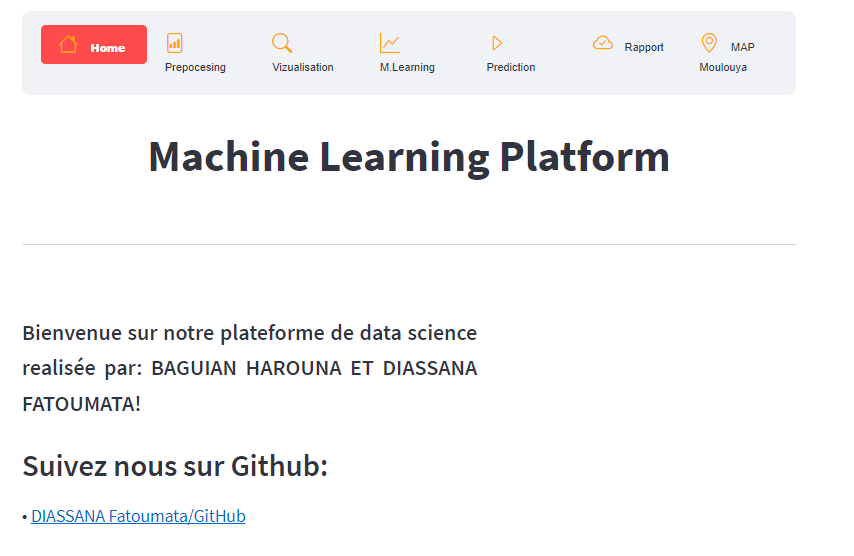 Home
Prepocesing
Vizualisation
M.Learning
Prediction
Rapport
MAP
Moulouya
Machine Learning Platform
Bienvenue sur notre plateforme de data science
realisée par: BAGUIAN HAROUNA ET DIASSANA
FATOUMATA!
Suivez nous sur Github:
• DIASSANA Fatoumata/GitHub